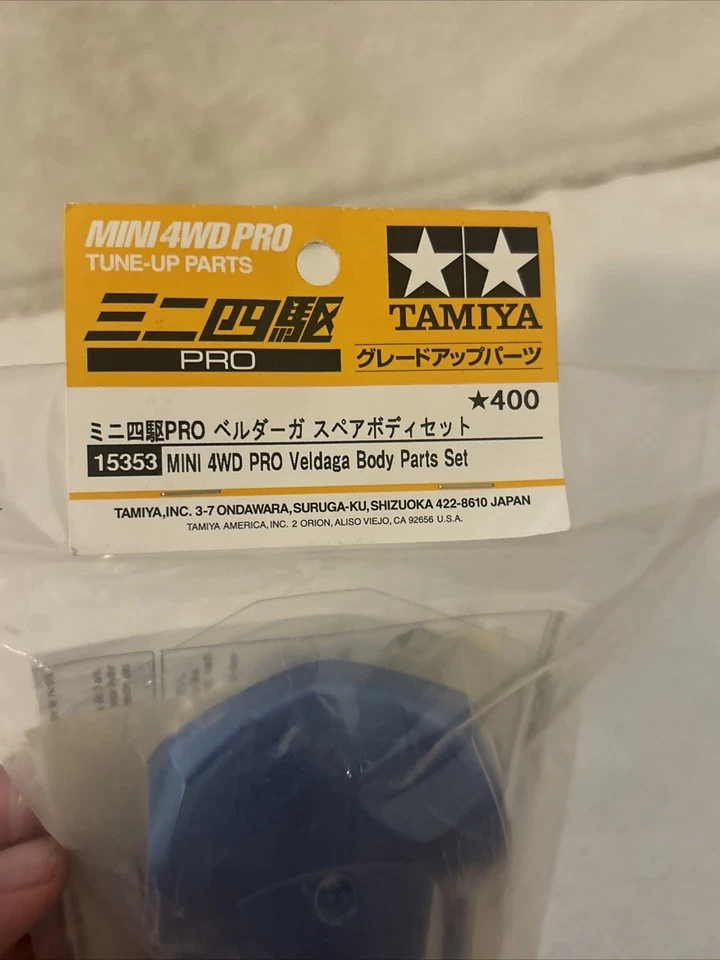 MINI 4WD PRO
TUNE-UP PARTS
TAMIYA
ミニ四駆
PRO
グレードアップパーツ
★400
ミニ四駆PRO ベルダーガ スペアボディセット
15353 MINI 4WD PRO Veldaga Body Parts Set
TAMIYA,INC. 3-7 ONDAWARA, SURUGA-KU, SHIZUOKA 422-8610 JAPAN
TAMIYA AMERICA, INC. 2 ORION, ALISO VIEJO, CA 92656 U.S.A.